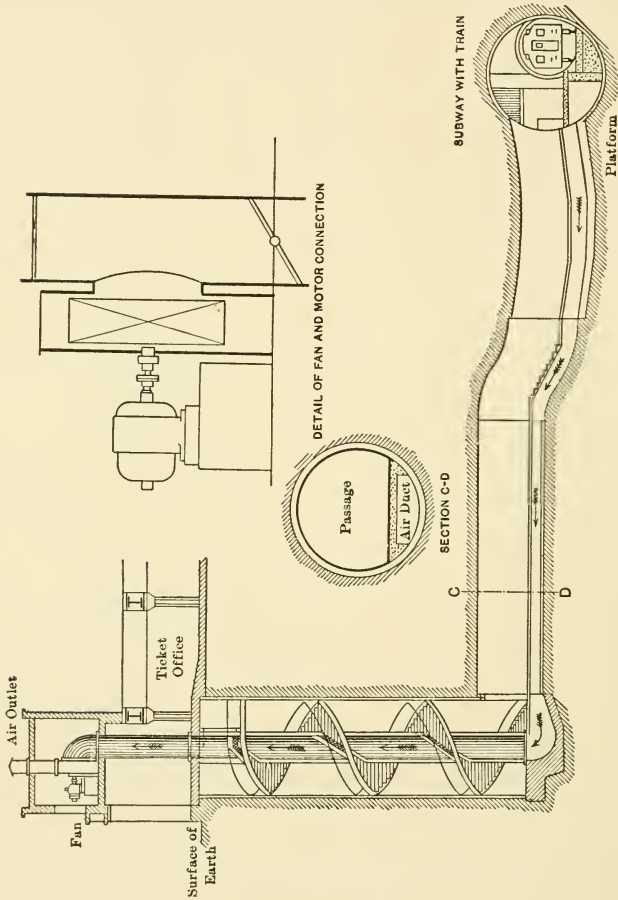 Air Outlet
Fan
Ticket
Office
Surface of
Earth
DETAIL OF FAN AND MOTOR CONNECTION
Passage
Air Duct
SECTION C-D
C
D
SUBWAY WITH TRAIN
Platform